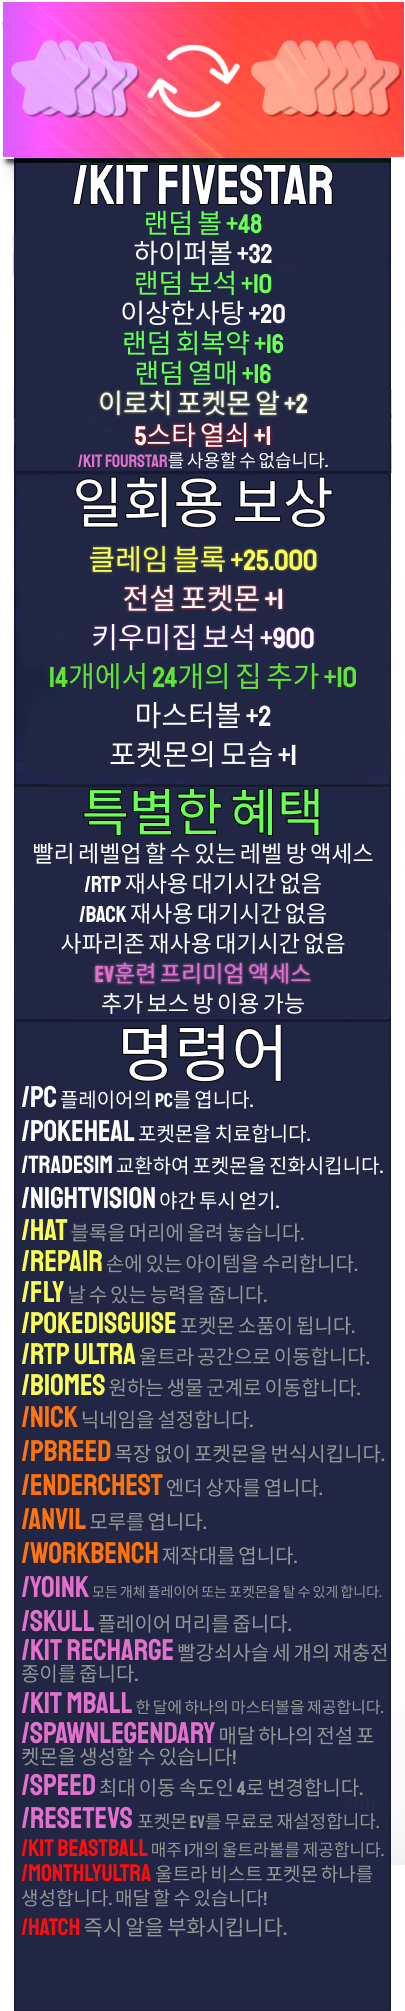 /KIT FIVESTAR
랜덤 볼 +48
하이퍼볼 +32
랜덤 보석 +10
이상한사탕 +20
랜덤 회복약 +16
랜덤 열매 +16
이로치 포켓몬 알 +2
5스타 열쇠 +1
/KIT FOURSTAR를 사용할 수 없습니다.
일회용 보상
클레임 블록 +25.000
전설 포켓몬 +1
키우미집 보석 +900
14개에서 24개의 집 추가 +10
마스터볼 +2
포켓몬의 모습 +1
특별한 혜택
빨리 레벨업 할 수 있는 레벨 방 액세스
/RTP 재사용 대기시간 없음
/BACK 재사용 대기시간 없음
사파리존 재사용 대기시간 없음
EV훈련 프리미엄 액세스
추가 보스 방 이용 가능
명령어
/PC 플레이어의 PC를 엽니다.
/POKEHEAL 포켓몬을 치료합니다.
/TRADESIM 교환하여 포켓몬을 진화시킵니다.
/NIGHTVISION 야간 투시 얻기.
/HAT 블록을 머리에 올려 놓습니다.
/REPAIR 손에 있는 아이템을 수리합니다.
/FLY 날 수 있는 능력을 줍니다.
/POKEDISGUISE 포켓몬 소품이 됩니다.
/RTP ULTRA 울트라 공간으로 이동합니다.
/BIOMES 원하는 생물 군계로 이동합니다.
/NICK 닉네임을 설정합니다.
/PBREED 목장 없이 포켓몬을 번식시킵니다.
/ENDERCHEST 엔더 상자를 엽니다.
/ANVIL 모루를 엽니다.
/WORKBENCH 제작대를 엽니다.
/YOINK 모든 개체 플레이어 또는 포켓몬을 탈 수 있게 합니다.
/SKULL 플레이어 머리를 줍니다.
/KIT RECHARGE 빨강쇠사슬 세 개의 재충전
종이를 줍니다.
/KIT MBALL 한 달에 하나의 마스터볼을 제공합니다.
/SPAWNLEGENDARY 매달 하나의 전설 포
켓몬을 생성할 수 있습니다!
/SPEED 최대 이동 속도인 4로 변경합니다.
/RESETEVS 포켓몬 EV를 무료로 재설정합니다.
/KIT BEASTBALL 매주 1개의 울트라볼를 제공합니다.
/MONTHLYULTRA 울트라 비스트 포켓몬 하나를
생성합니다. 매달 할 수 있습니다!
/HATCH 즉시 알을 부화시킵니다.